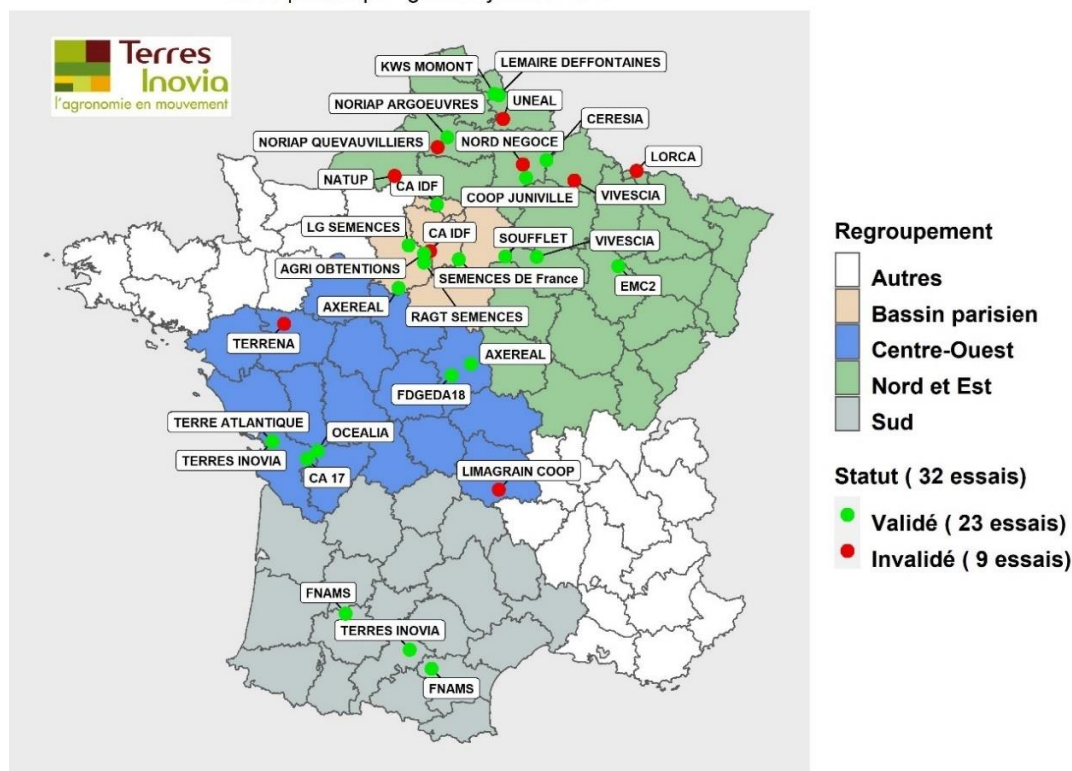 Terres
Inovia
l'agronomie en mouvement
KWS MOMONT
LEMAIRE DEFFONTAINES
NORIAP ARGOEUVRES
UNEAL
CERESIA
NORIAP QUEVAUVILLIERS
NORD NEGOCE
LORCA
NATUP
CA IDF
COOP JUNIVILLE
VIVESCIA
LG SEMENCES
CA IDF
SOUFFLET
VIVESCIA
AGRI OBTENTIONS
SEMENCES DE France
EMC2
AXEREAL
RAGT SEMENCES
TERRENA
AXEREAL
FDGEDA18
TERRE ATLANTIQUE
OCEALIA
TERRES INOVIA
CA 17
LIMAGRAIN COOP
FNAMS
TERRES INOVIA
FNAMS
Regroupement
Autres
Bassin parisien
Centre-Ouest
Nord et Est
Sud
Statut ( 32 essais)
Validé ( 23 essais)
Invalidé ( 9 essais)